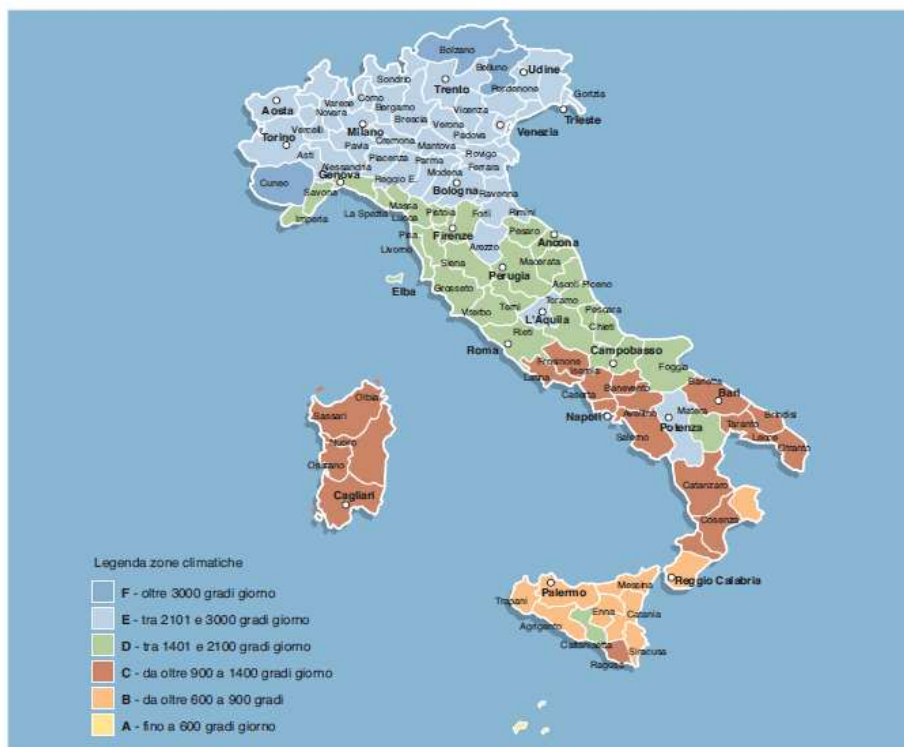 Bolzano
Belluno
Udine
Sondrio
Trento
Pordenone
Gorizia
Trieste
Aosta
Varese
Como
Novara
Bergamo
Brescia
Vicenza
Verona
Venezia
Torino
Vercelli
Milano
Padova
Pavia
Cremona
Mantova
Rovigo
Asti
Piacenza
Parma
Ferrara
Alessandria
Genova
Reggio E.
Modena
Bologna
Ravenna
Cuneo
Savona
Imperia
La Spezia
Massa
Lucca
Pistoia
Forlì
Rimini
Pisa
Firenze
Pesaro
Ancona
Livorno
Arezzo
Siena
Macerata
Perugia
Elba
Grosseto
Ascoli Piceno
Viterbo
Terni
Teramo
Pescara
L'Aquila
Rieti
Chieti
Roma
Campobasso
Frosinone
Isernia
Foggia
Latina
Caserta
Benevento
Barletta
Bari
Napoli
Avellino
Matera
Brindisi
Potenza
Taranto
Salerno
Lecce
Otranto
Olbia
Sassari
Nuoro
Oristano
Cagliari
Catanzaro
Cosenza
Reggio Calabria
Messina
Palermo
Trapani
Enna
Catania
Agrigento
Caltanissetta
Siracusa
Ragusa
Legenda zone climatiche
F - oltre 3000 gradi giorno
E - tra 2101 e 3000 gradi giorno
D - tra 1401 e 2100 gradi giorno
C - da oltre 900 a 1400 gradi giorno
B - da oltre 600 a 900 gradi
A - fino a 600 gradi giorno